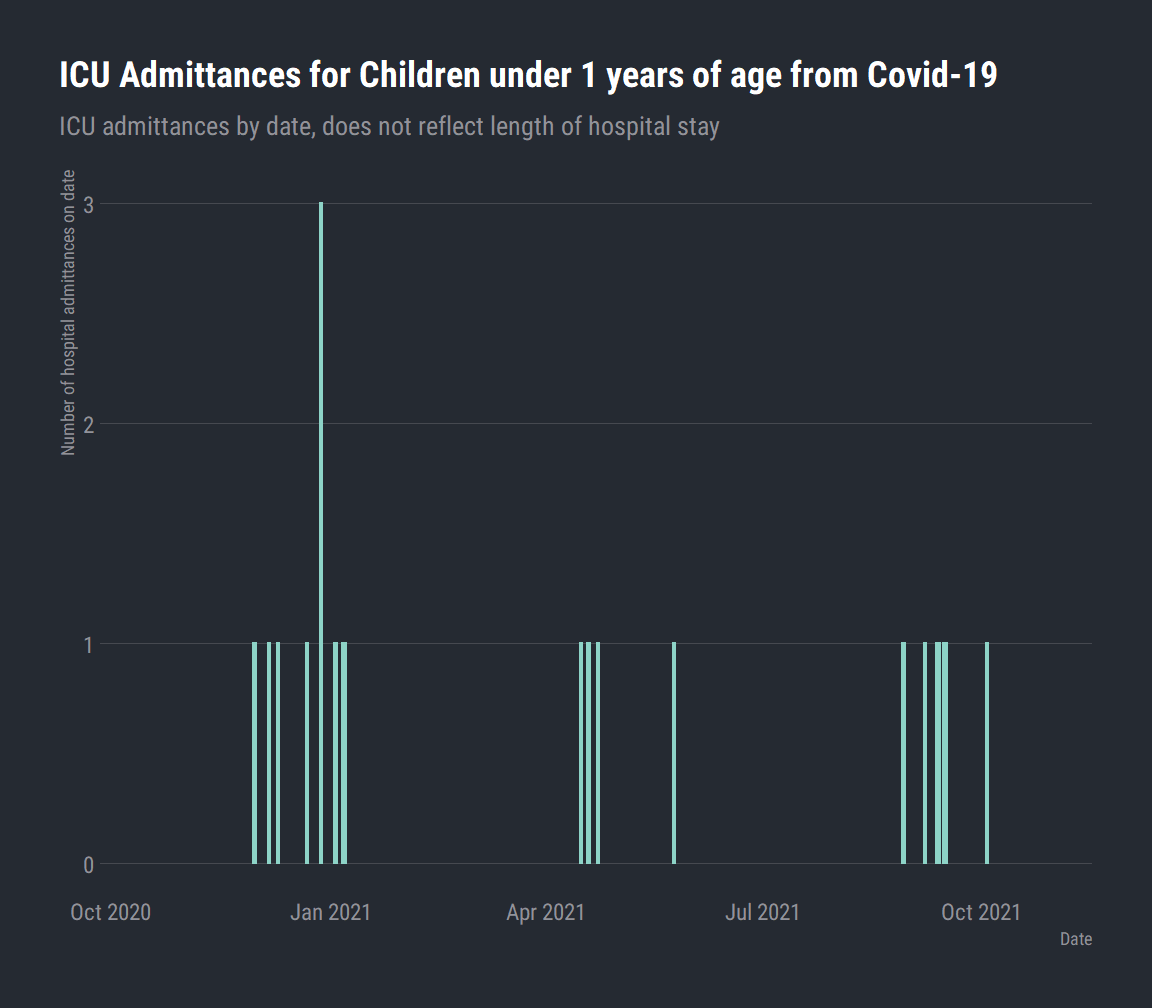 ICU Admittances for Children under 1 years of age from Covid-19
ICU admittances by date, does not reflect length of hospital stay
Number of hospital admittances on date
3
2
1
0
Oct 2020
Jan 2021
Apr 2021
Jul 2021
Oct 2021
Date